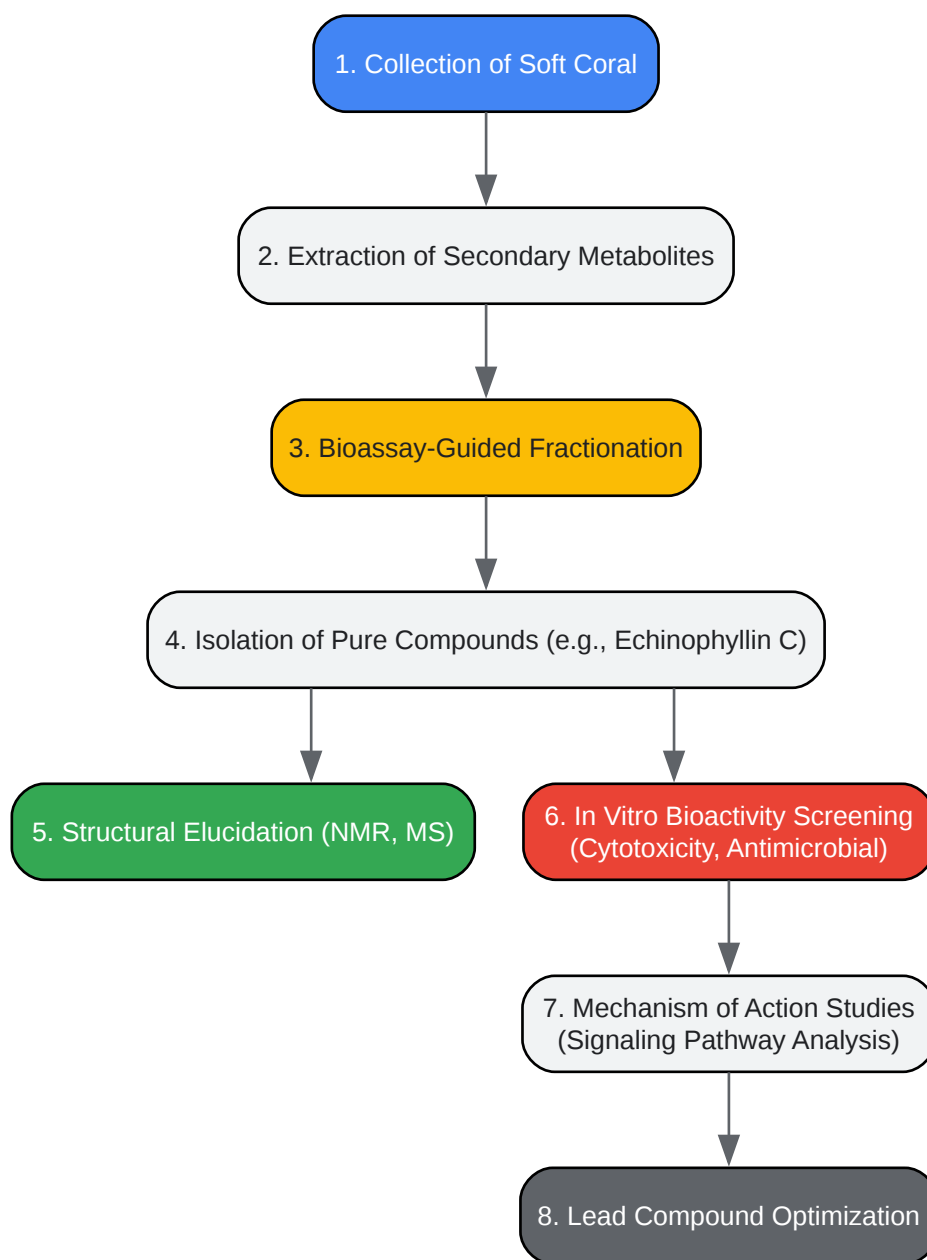 1. Collection of Soft Coral
2. Extraction of Secondary Metabolites
3. Bioassay-Guided Fractionation
4. Isolation of Pure Compounds (e.g., Echinophyllin C)
5. Structural Elucidation (NMR, MS)
6. In Vitro Bioactivity Screening
(Cytotoxicity, Antimicrobial)
7. Mechanism of Action Studies
(Signaling Pathway Analysis)
8. Lead Compound Optimization